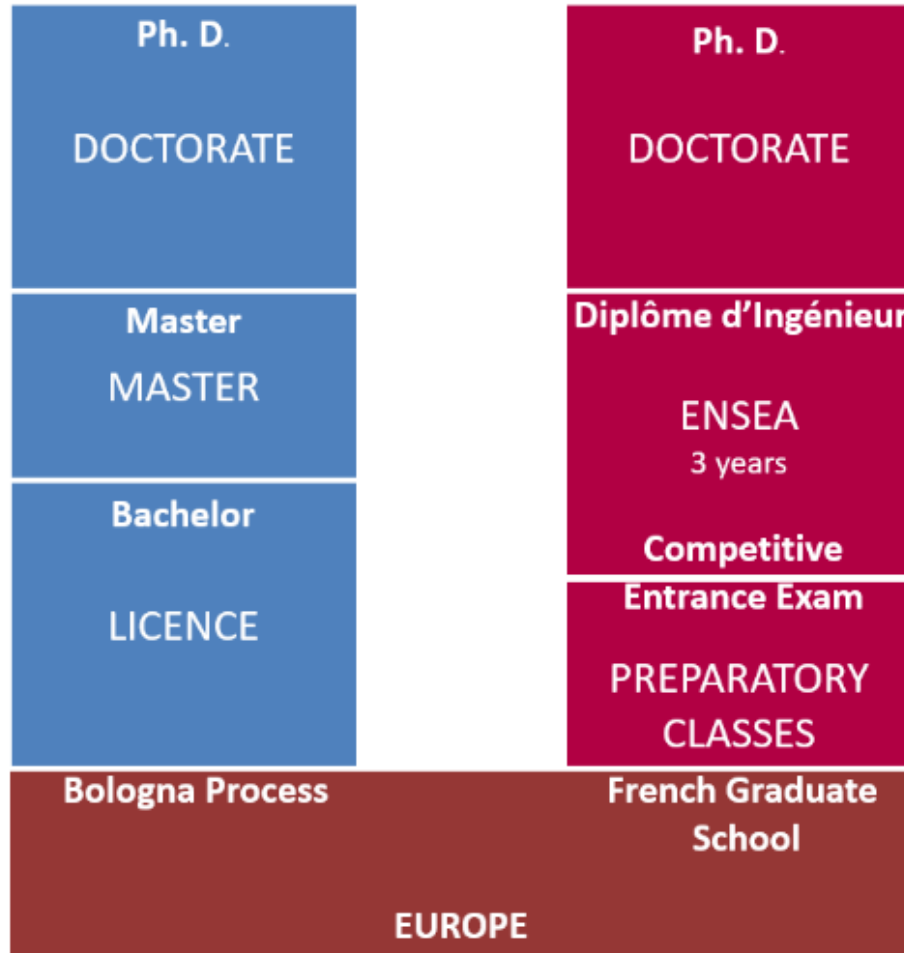 Ph. D.
DOCTORATE
Master
MASTER
Bachelor
LICENCE
Bologna Process
Ph. D.
DOCTORATE
Diplôme d'Ingénieur
ENSEA
3 years
Competitive
Entrance Exam
PREPARATORY
CLASSES
French Graduate
School
EUROPE